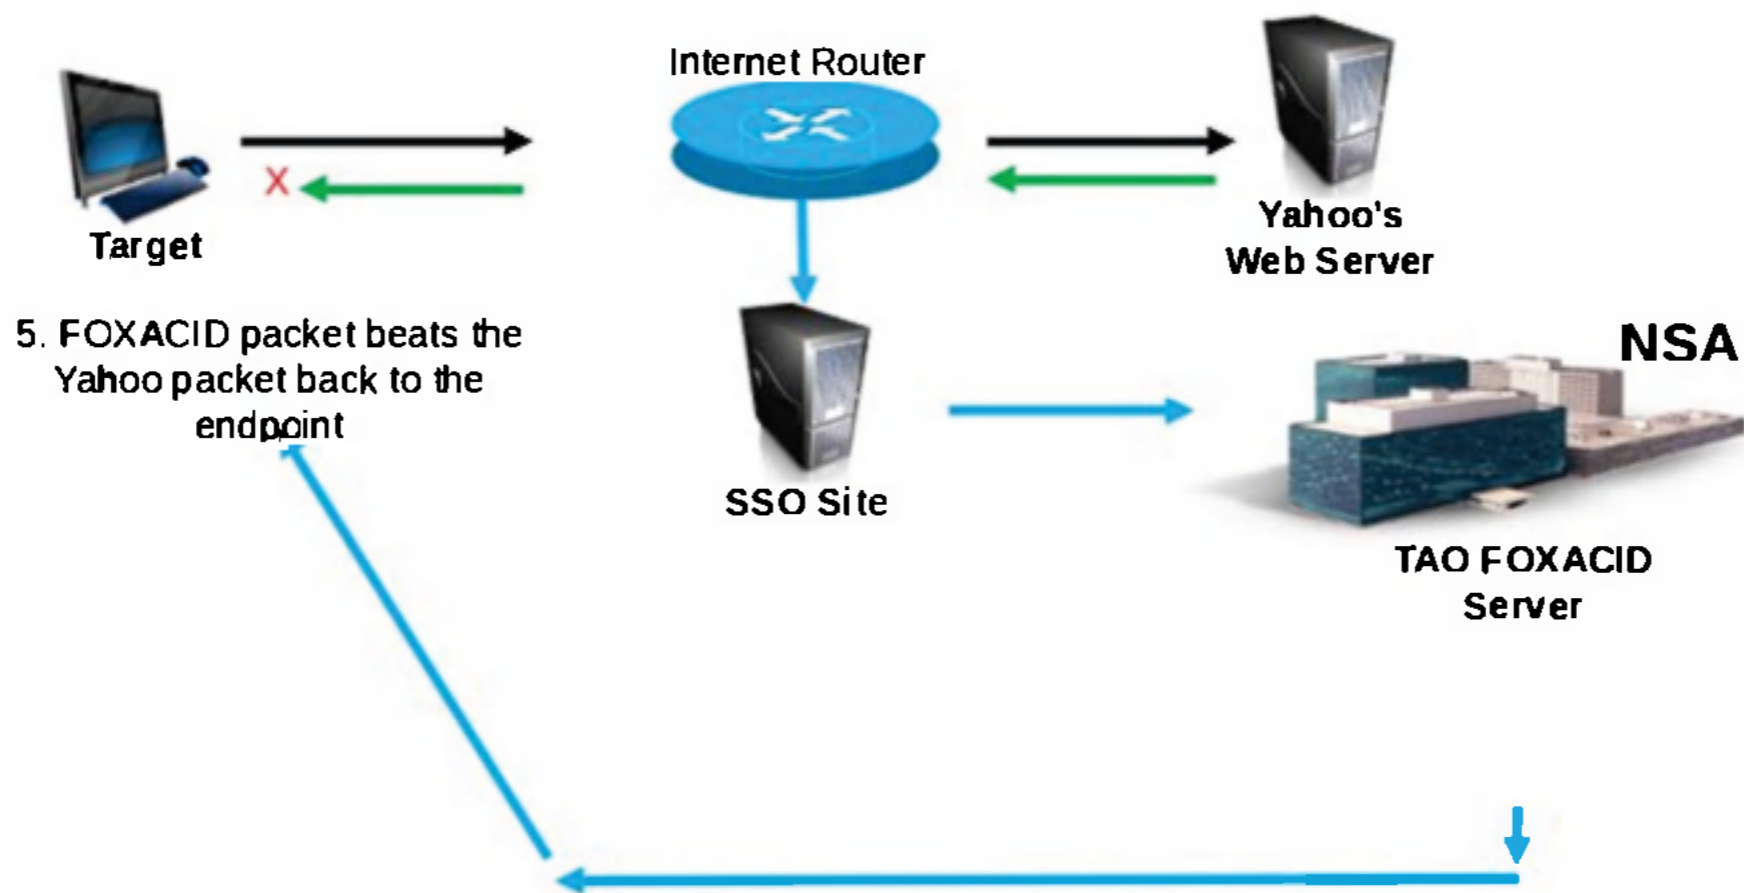 Internet Router
Target
X
Yahoo's
Web Server
5. FOXACID packet beats the
Yahoo packet back to the
endpoint
NSA
SSO Site
TAO FOXACID
Server